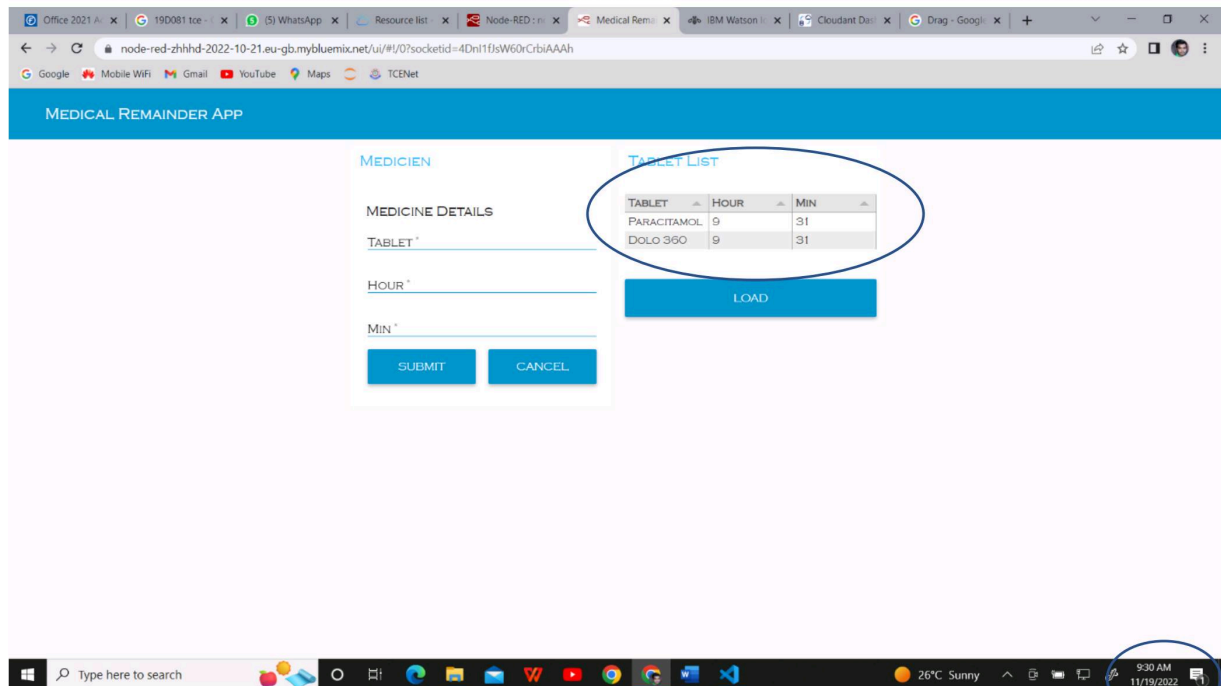 Office 2021 A
19D081 tce -
(5) WhatsApp
Resource list
Node-RED : n
Medical Rema
IBM Watson I
Cloudant Das
Drag - Google
node-red-zhhhd-2022-10-21.eu-gb.mybluemix.net/ui/#!/0?socketid=4DnI1fJsW60rCrbiAAAh
Google Mobile WiFi Gmail YouTube Maps TCENet
Medical Remainder App
Medicien
Medicine Details
Tablet *
Hour *
Min *
SUBMIT CANCEL
Tablet List
Tablet Hour Min
Paracitamol 9 31
Dolo 360 9 31
LOAD
Type here to search
26°C Sunny
9:30 AM
11/19/2022